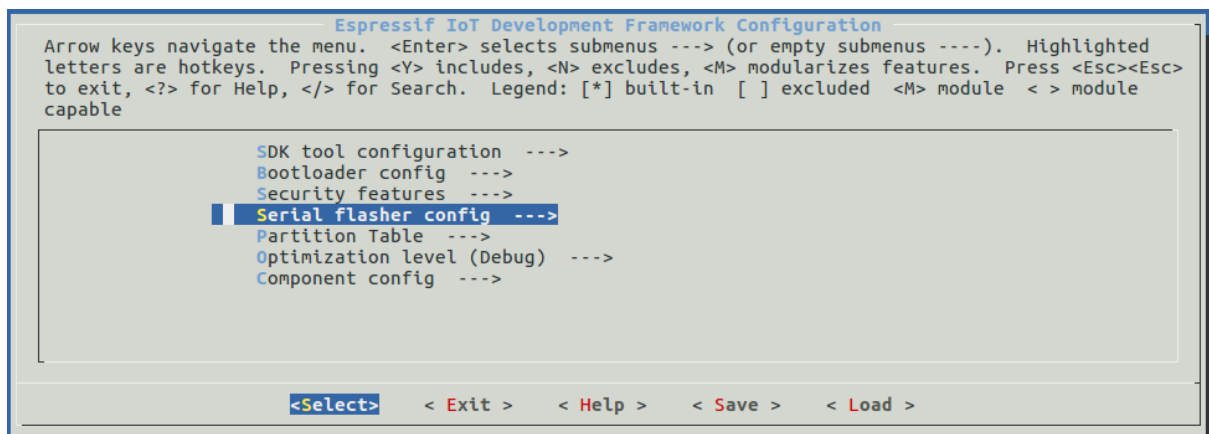 Espressif IoT Development Framework Configuration
Arrow keys navigate the menu.  <Enter> selects submenus ---> (or empty submenus ----).  Highlighted
letters are hotkeys.  Pressing <Y> includes, <N> excludes, <M> modularizes features.  Press <Esc><Esc>
to exit, <?> for Help, </> for Search.  Legend: [*] built-in  [ ] excluded  <M> module  < > module
capable
SDK tool configuration  --->
Bootloader config  --->
Security features  --->
Serial flasher config  --->
Partition Table  --->
Optimization level (Debug)  --->
Component config  --->
<Select>    < Exit >    < Help >    < Save >    < Load >